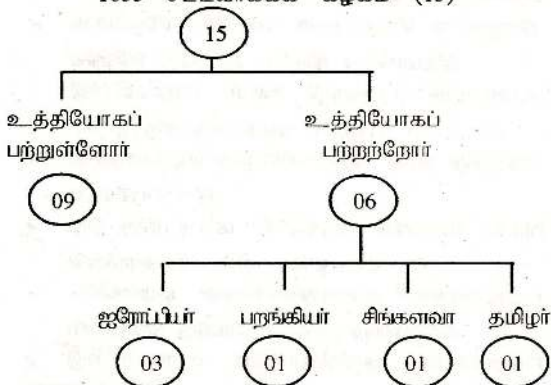 (15)
15
உத்தியோகப் உத்தியோகப்
பற்றுள்ளோர் பற்றற்றோர்
09 06
ஐரோப்பியர் பறங்கியர் சிங்களவர் தமிழர்
03 01 01 01